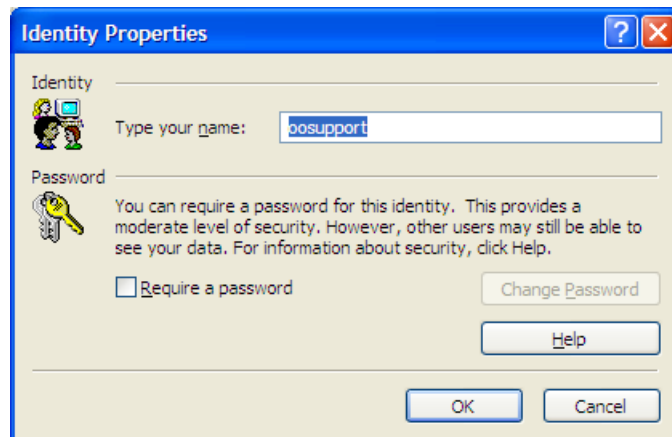 Identity Properties
Identity
Type your name: oosupport
Password
You can require a password for this identity. This provides a
moderate level of security. However, other users may still be able to
see your data. For information about security, click Help.
Require a password Change Password
Help
OK Cancel